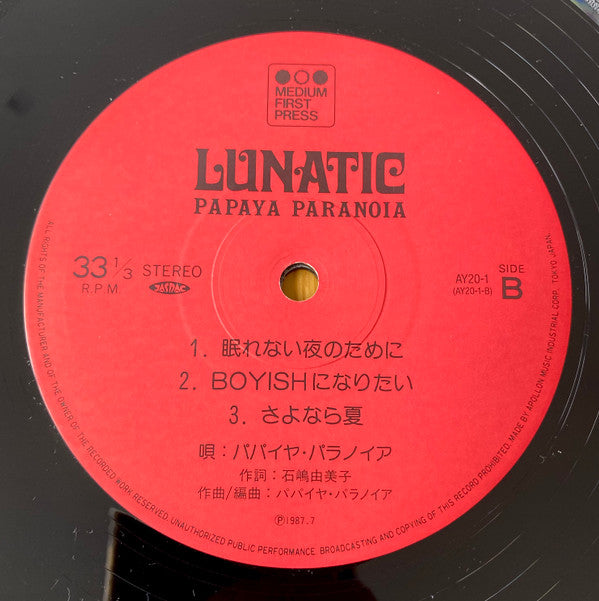 MEDIUM
FIRST
PRESS
LUNATIC
PAPAYA PARANOIA
33 1/3 STEREO
R.P.M.
JASRAC
SIDE
AY20-1
(AY20-1-B)
B
1. 眠れない夜のために
2. BOYISHになりたい
3. さよなら夏
唄：パパイヤ・パラノイア
作詞：石嶋由美子
作曲/編曲：パパイヤ・パラノイア
Ⓟ1987.7
ALL RIGHTS OF THE MANUFACTURER AND OF THE OWNER OF THE RECORDED WORK RESERVED. UNAUTHORIZED PUBLIC PERFORMANCE BROADCASTING AND COPYING OF THIS RECORD PROHIBITED. MADE BY APOLLON MUSIC INDUSTRIAL CORP. TOKYO JAPAN.